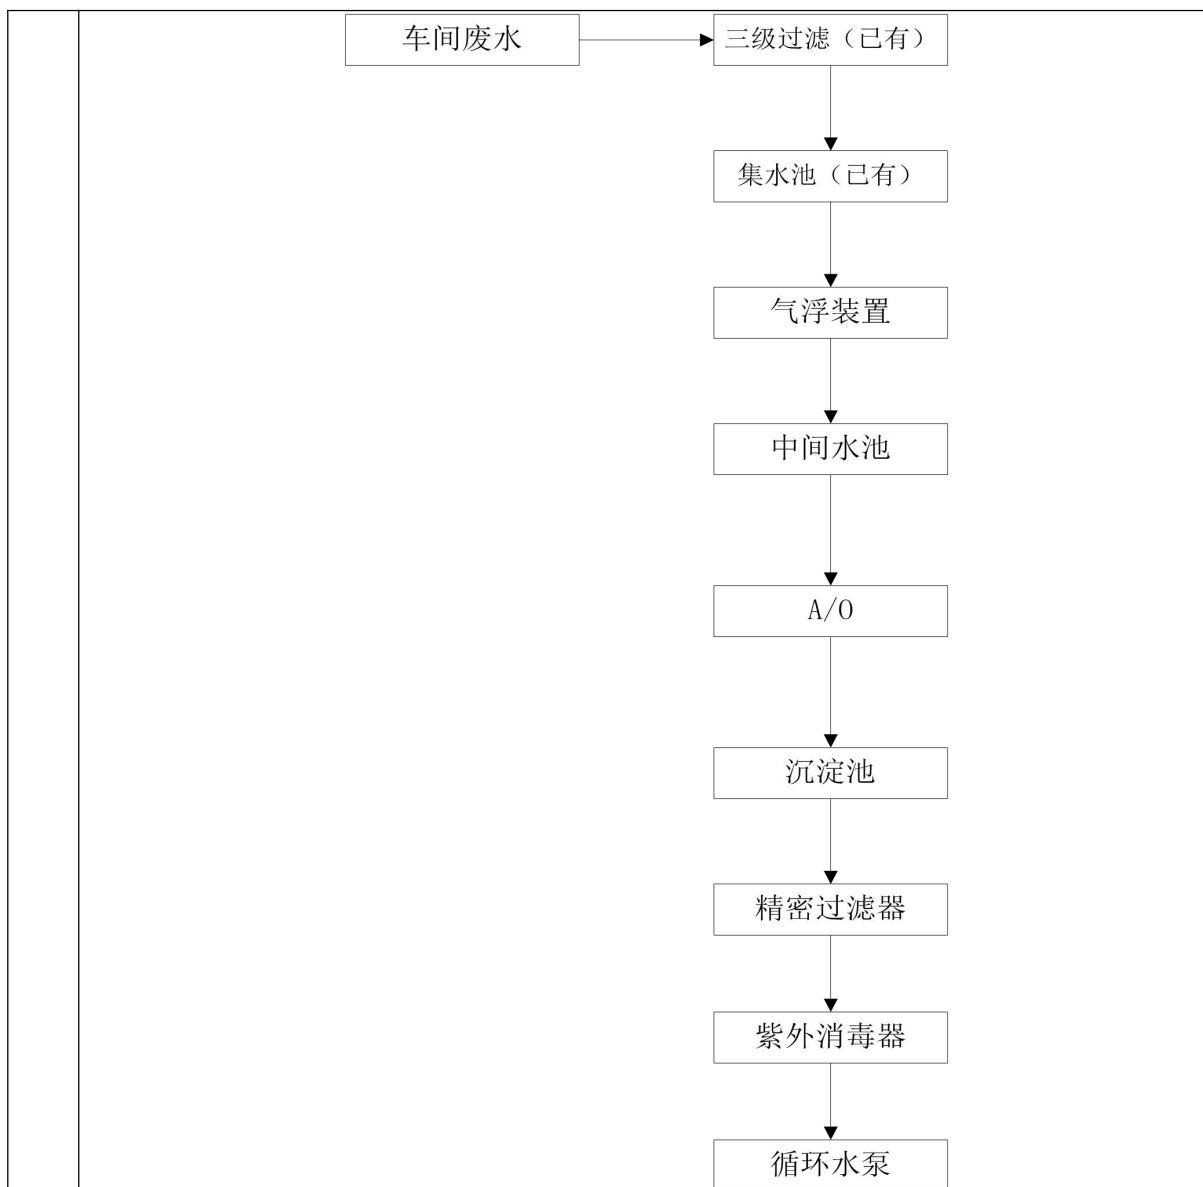 车间废水
三级过滤（已有）
集水池（已有）
气浮装置
中间水池
A/O
沉淀池
精密过滤器
紫外消毒器
循环水泵